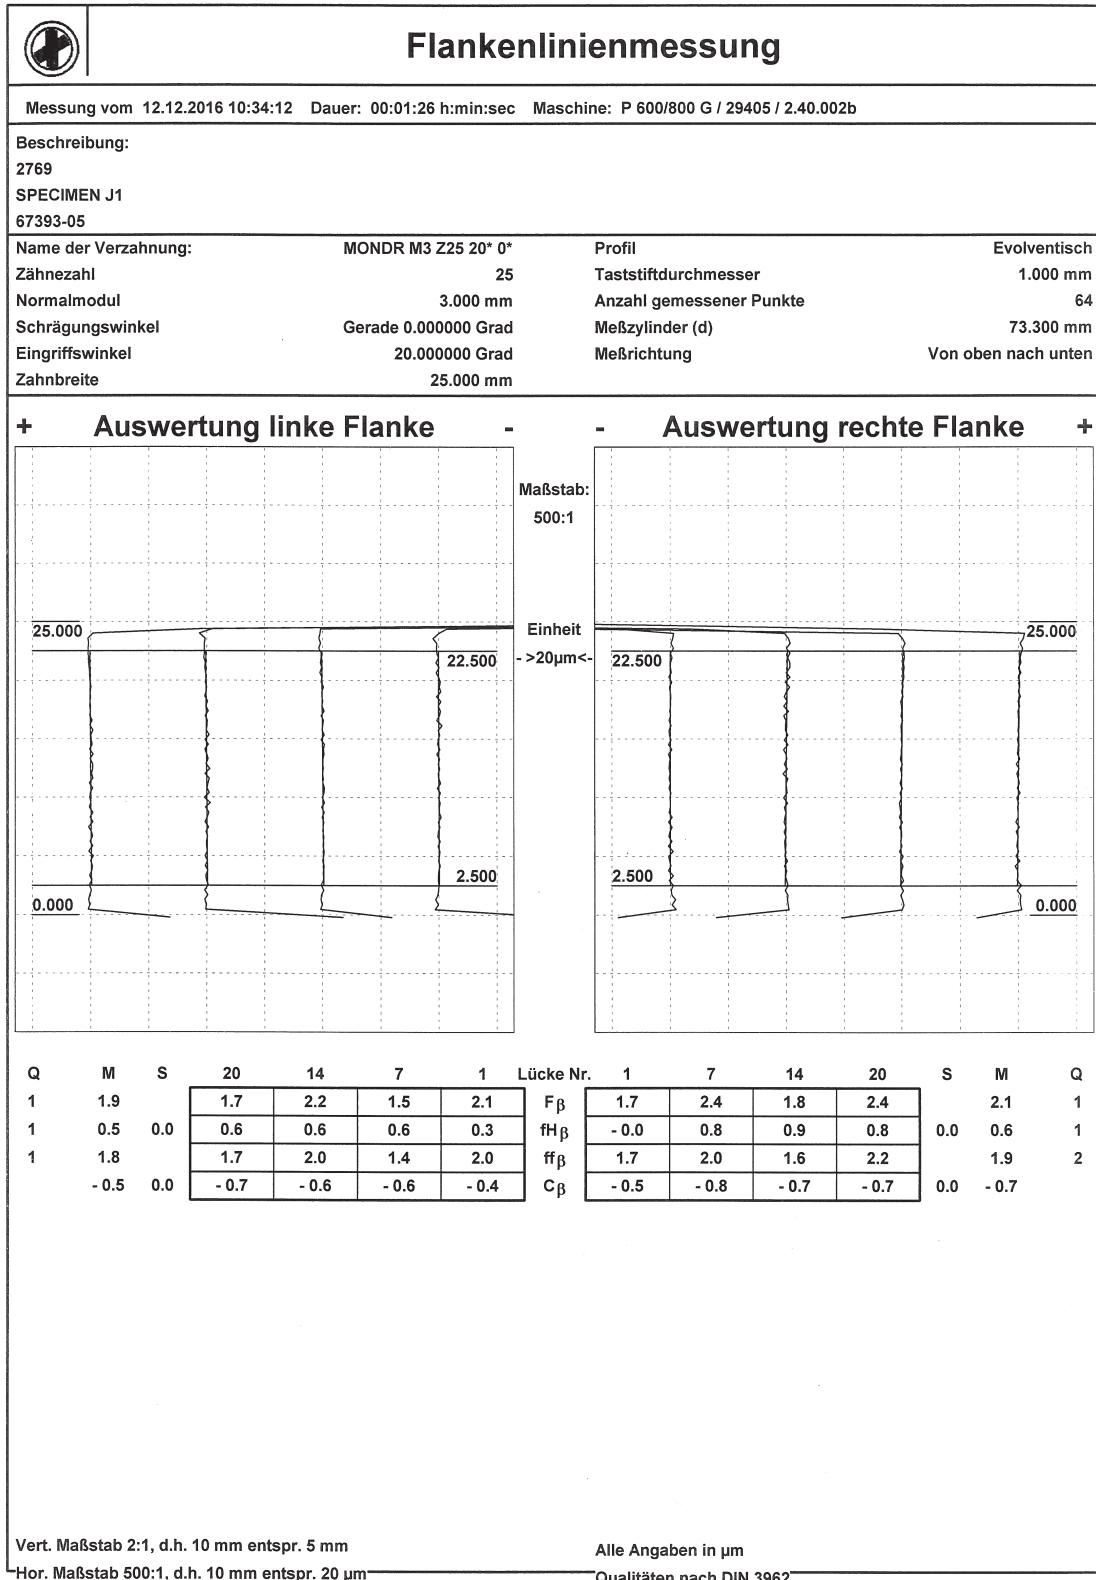 Flankenlinienmessung
Messung vom 12.12.2016 10:34:12 Dauer: 00:01:26 h:min:sec Maschine: P 600/800 G / 29405 / 2.40.002b
Beschreibung:
2769
SPECIMEN J1
67393-05
Name der Verzahnung: MONDR M3 Z25 20* 0* Profil Evolventisch
Zähnezahl 25 Taststiftdurchmesser 1.000 mm
Normalmodul 3.000 mm Anzahl gemessener Punkte 64
Schrägungswinkel Gerade 0.000000 Grad Meßzylinder (d) 73.300 mm
Eingriffswinkel 20.000000 Grad Meßrichtung Von oben nach unten
Zahnbreite 25.000 mm
+ Auswertung linke Flanke - - Auswertung rechte Flanke +
Maßstab:
500:1
25.000 Einheit 25.000
22.500 - >20µm<- 22.500
2.500 2.500
0.000 0.000
Q M S 20 14 7 1 Lücke Nr. 1 7 14 20 S M Q
1 1.9 1.7 2.2 1.5 2.1 Fβ 1.7 2.4 1.8 2.4 2.1 1
1 0.5 0.0 0.6 0.6 0.6 0.3 fHβ - 0.0 0.8 0.9 0.8 0.0 0.6 1
1 1.8 1.7 2.0 1.4 2.0 ffβ 1.7 2.0 1.6 2.2 1.9 2
- 0.5 0.0 - 0.7 - 0.6 - 0.6 - 0.4 Cβ - 0.5 - 0.8 - 0.7 - 0.7 0.0 - 0.7
Vert. Maßstab 2:1, d.h. 10 mm entspr. 5 mm Alle Angaben in µm
Hor. Maßstab 500:1, d.h. 10 mm entspr. 20 µm Qualitäten nach DIN 3962